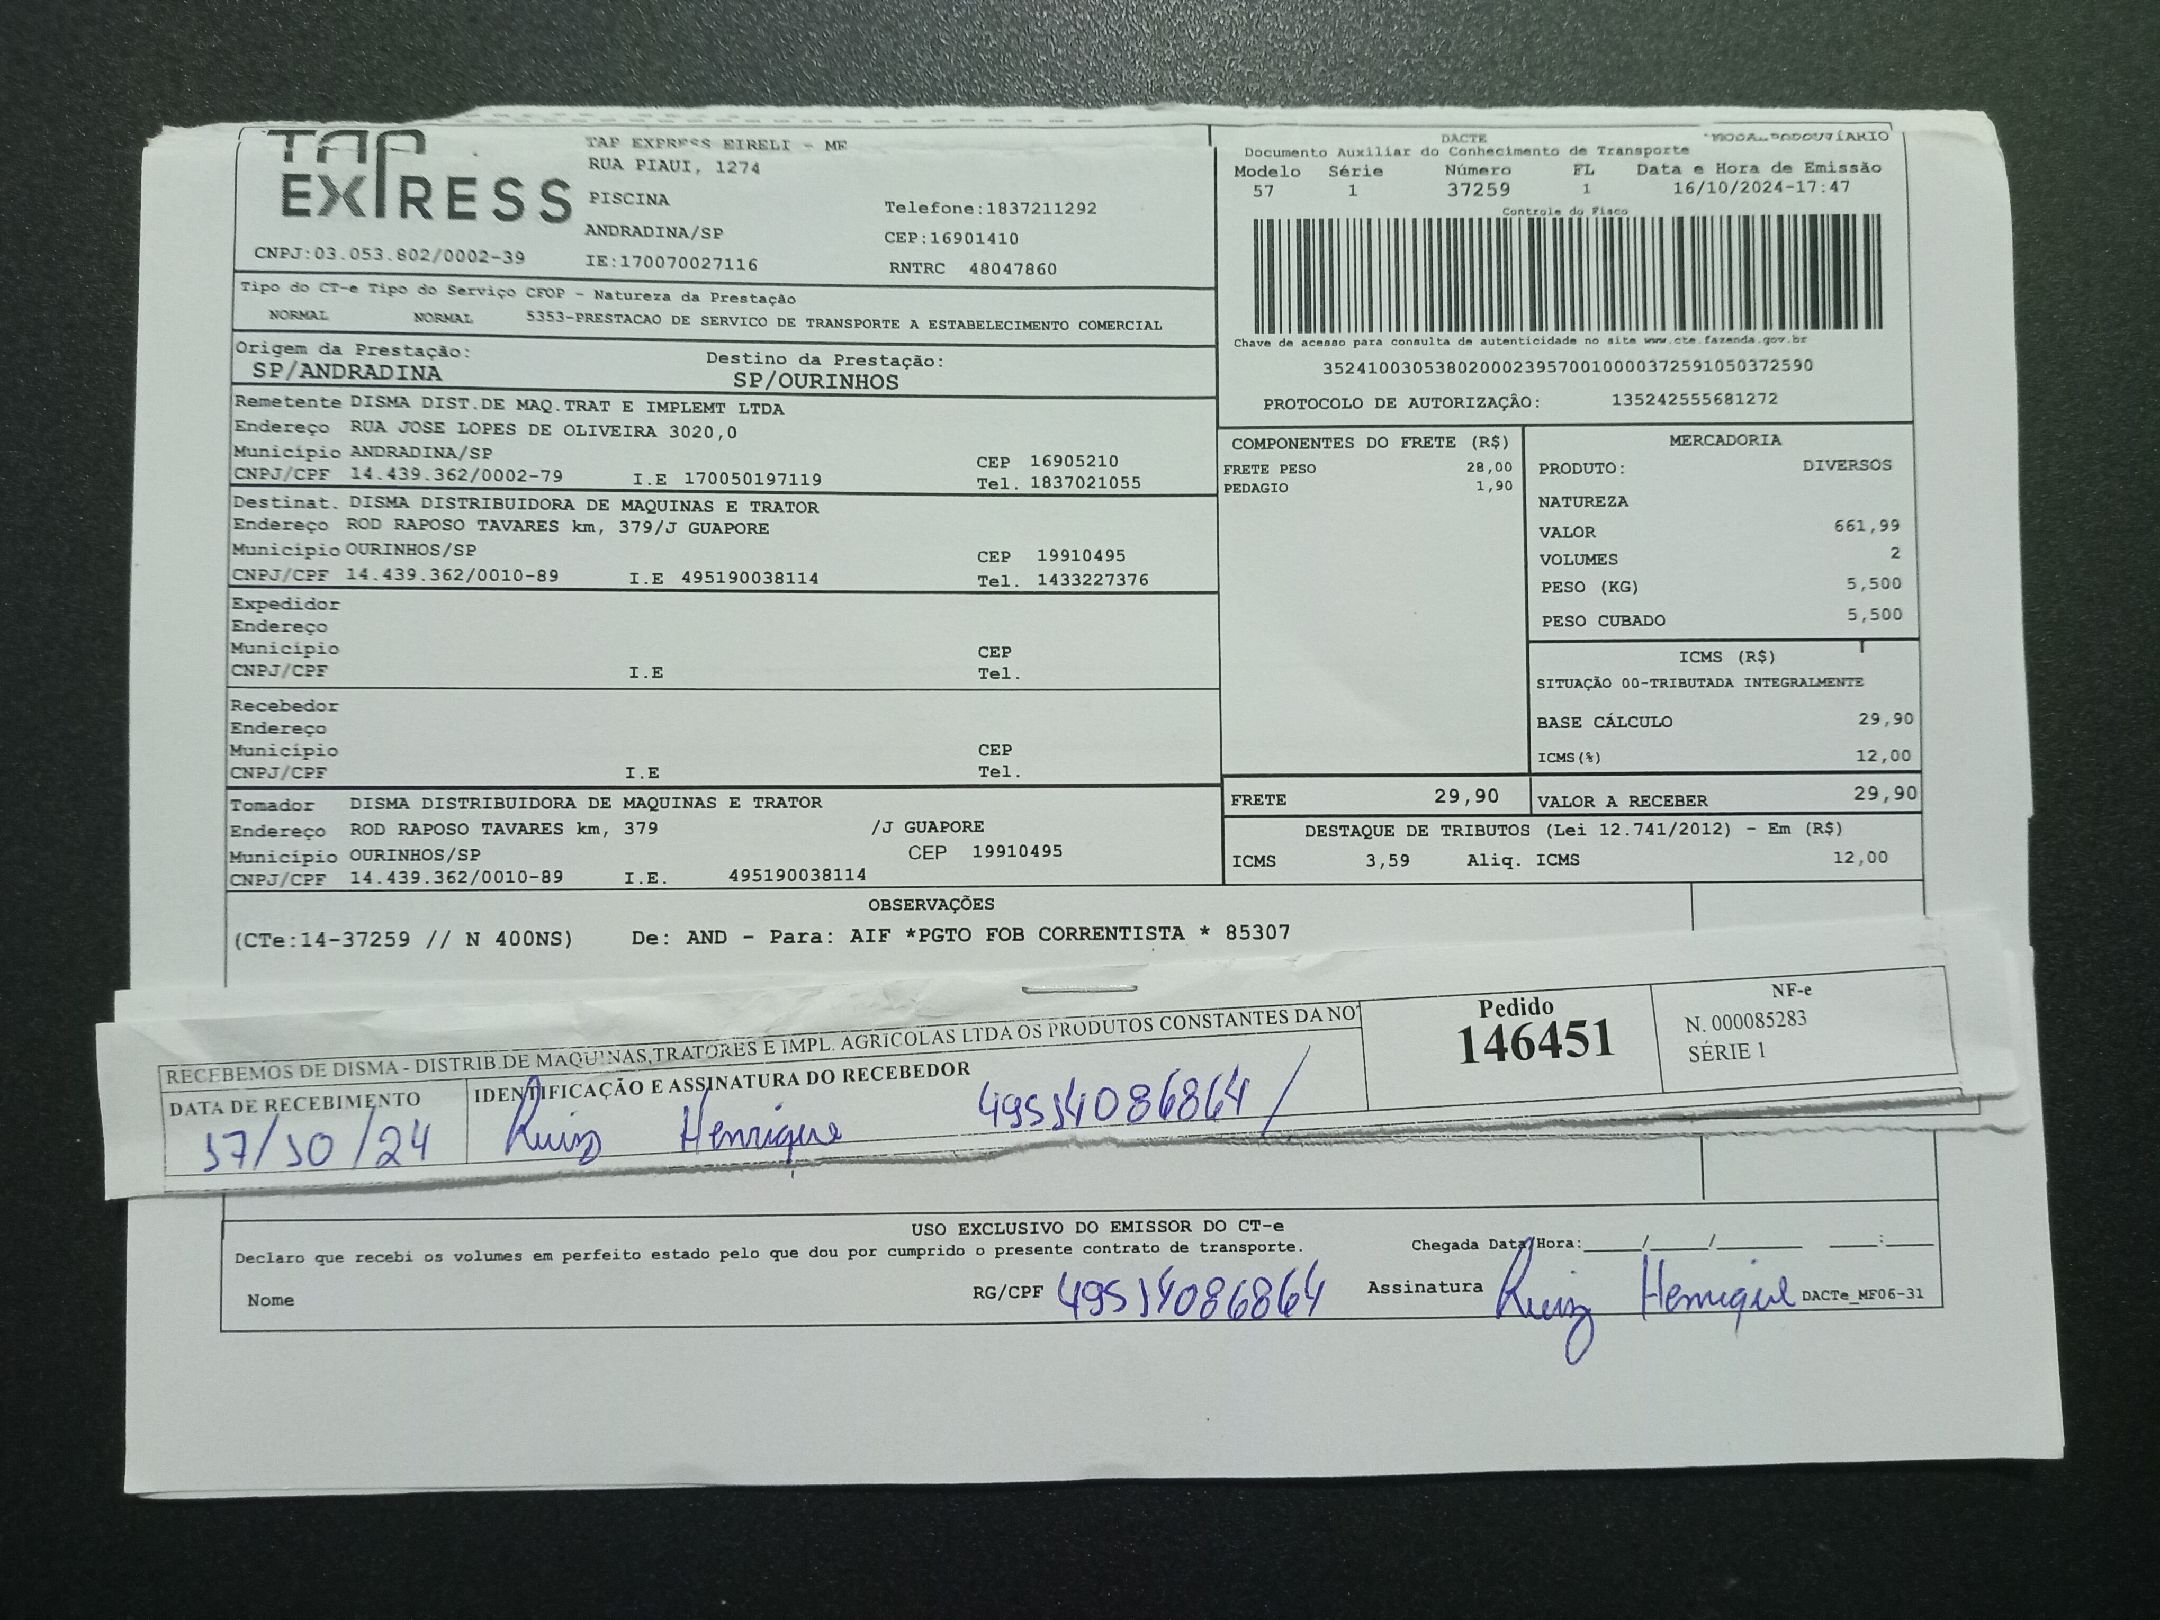 TAP
EXPRESS
TAP EXPRESS EIRELI - ME
RUA PIAUI, 1274
PISCINA
Telefone:1837211292
ANDRADINA/SP
CEP:16901410
CNPJ:03.053.802/0002-39
IE:170070027116
RNTRC 48047860
DACTE
MODAL RODOVIÁRIO
Documento Auxiliar do Conhecimento de Transporte
Modelo Série Número FL Data e Hora de Emissão
57 1 37259 1 16/10/2024-17:47
Controle do Fisco
Chave de acesso para consulta de autenticidade no site www.cte.fazenda.gov.br
35241003053802000239570010000372591050372590
PROTOCOLO DE AUTORIZAÇÃO: 135242555681272
Tipo do CT-e Tipo do Serviço CFOP - Natureza da Prestação
NORMAL NORMAL 5353-PRESTACAO DE SERVICO DE TRANSPORTE A ESTABELECIMENTO COMERCIAL
Origem da Prestação: Destino da Prestação:
SP/ANDRADINA SP/OURINHOS
Remetente DISMA DIST.DE MAQ.TRAT E IMPLEMT LTDA
Endereço RUA JOSE LOPES DE OLIVEIRA 3020,0
Município ANDRADINA/SP CEP 16905210
CNPJ/CPF 14.439.362/0002-79 I.E 170050197119 Tel. 1837021055
Destinat. DISMA DISTRIBUIDORA DE MAQUINAS E TRATOR
Endereço ROD RAPOSO TAVARES km, 379/J GUAPORE
Município OURINHOS/SP CEP 19910495
CNPJ/CPF 14.439.362/0010-89 I.E 495190038114 Tel. 1433227376
Expedidor
Endereço
Município CEP
CNPJ/CPF I.E Tel.
Recebedor
Endereço
Município CEP
CNPJ/CPF I.E Tel.
Tomador DISMA DISTRIBUIDORA DE MAQUINAS E TRATOR
Endereço ROD RAPOSO TAVARES km, 379 /J GUAPORE
Município OURINHOS/SP CEP 19910495
CNPJ/CPF 14.439.362/0010-89 I.E. 495190038114
COMPONENTES DO FRETE (R$)
FRETE PESO 28,00
PEDAGIO 1,90
MERCADORIA
PRODUTO: DIVERSOS
NATUREZA
VALOR 661,99
VOLUMES 2
PESO (KG) 5,500
PESO CUBADO 5,500
ICMS (R$)
SITUAÇÃO 00-TRIBUTADA INTEGRALMENTE
BASE CÁLCULO 29,90
ICMS(%) 12,00
FRETE 29,90 VALOR A RECEBER 29,90
DESTAQUE DE TRIBUTOS (Lei 12.741/2012) - Em (R$)
ICMS 3,59 Aliq. ICMS 12,00
OBSERVAÇÕES
(CTe:14-37259 // N 400NS) De: AND - Para: AIF *PGTO FOB CORRENTISTA * 85307
RECEBEMOS DE DISMA - DISTRIB.DE MAQUINAS,TRATORES E IMPL. AGRICOLAS LTDA OS PRODUTOS CONSTANTES DA NOT
DATA DE RECEBIMENTO IDENTIFICAÇÃO E ASSINATURA DO RECEBEDOR
17/10/24 Ruiz Henrique 49514086864/
Pedido
146451
NF-e
N. 000085283
SÉRIE 1
USO EXCLUSIVO DO EMISSOR DO CT-e
Declaro que recebi os volumes em perfeito estado pelo que dou por cumprido o presente contrato de transporte. Chegada Data/Hora:____/____/______ ____:____
Nome RG/CPF 49514086864 Assinatura Ruiz Henrique DACTe_MF06-31